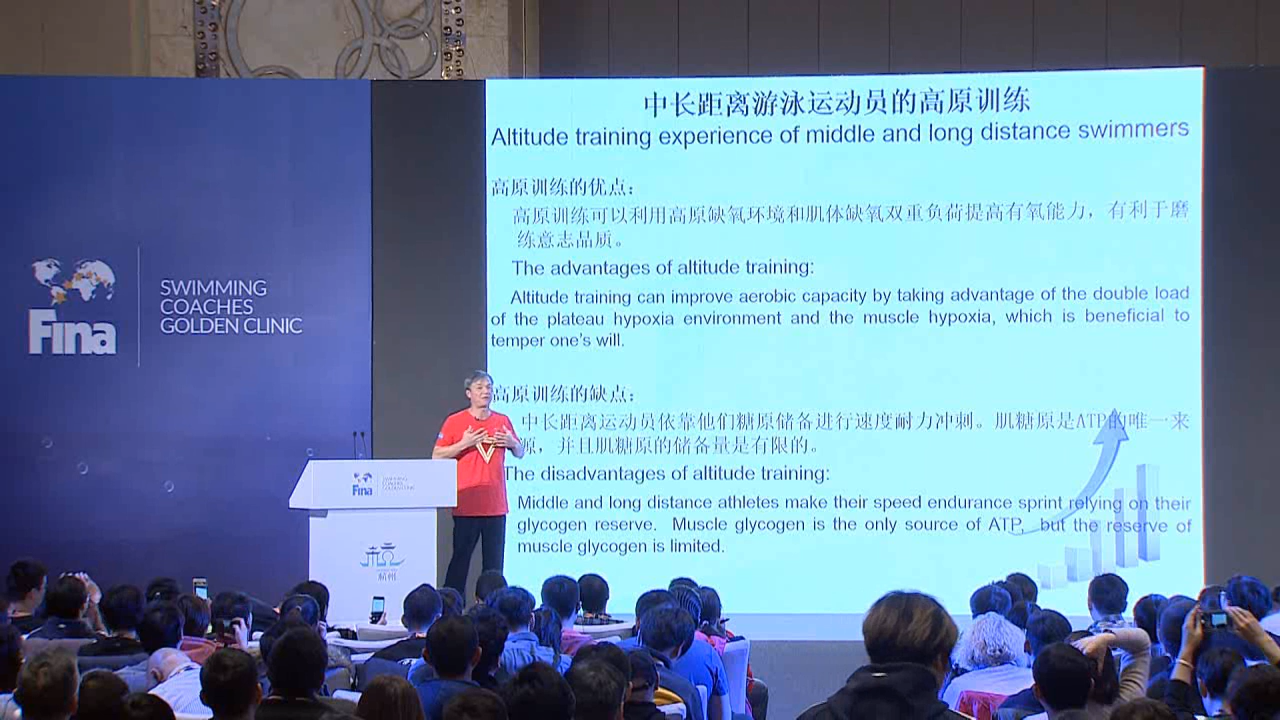 中长距离游泳运动员的高原训练
Altitude training experience of middle and long distance swimmers
高原训练的优点:
高原训练可以利用高原缺氧环境和肌体缺氧双重负荷提高有氧能力，有利于磨
练意志品质。
The advantages of altitude training:
Altitude training can improve aerobic capacity by taking advantage of the double load
of the plateau hypoxia environment and the muscle hypoxia, which is beneficial to
temper one's will.
高原训练的缺点:
中长距离运动员依靠他们糖原储备进行速度耐力冲刺。肌糖原是ATP的唯一来
源，并且肌糖原的储备量是有限的。
The disadvantages of altitude training:
Middle and long distance athletes make their speed endurance sprint relying on their
glycogen reserve. Muscle glycogen is the only source of ATP, but the reserve of
muscle glycogen is limited.
Fina
SWIMMING
COACHES
GOLDEN CLINIC
Fina
SWIMMING
COACHES
GOLDEN CLINIC
杭州